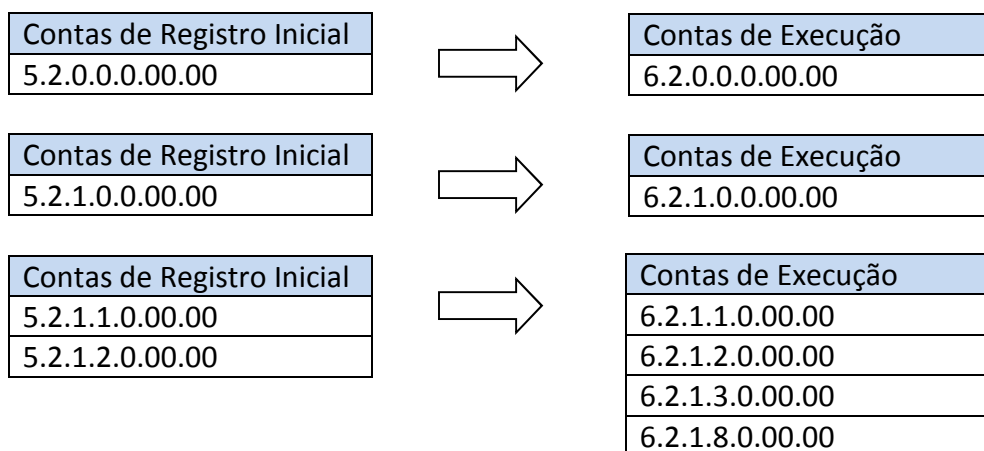 Contas de Registro Inicial
5.2.0.0.0.00.00
Contas de Execução
6.2.0.0.0.00.00
Contas de Registro Inicial
5.2.1.0.0.00.00
Contas de Execução
6.2.1.0.0.00.00
Contas de Registro Inicial
5.2.1.1.0.00.00
5.2.1.2.0.00.00
Contas de Execução
6.2.1.1.0.00.00
6.2.1.2.0.00.00
6.2.1.3.0.00.00
6.2.1.8.0.00.00